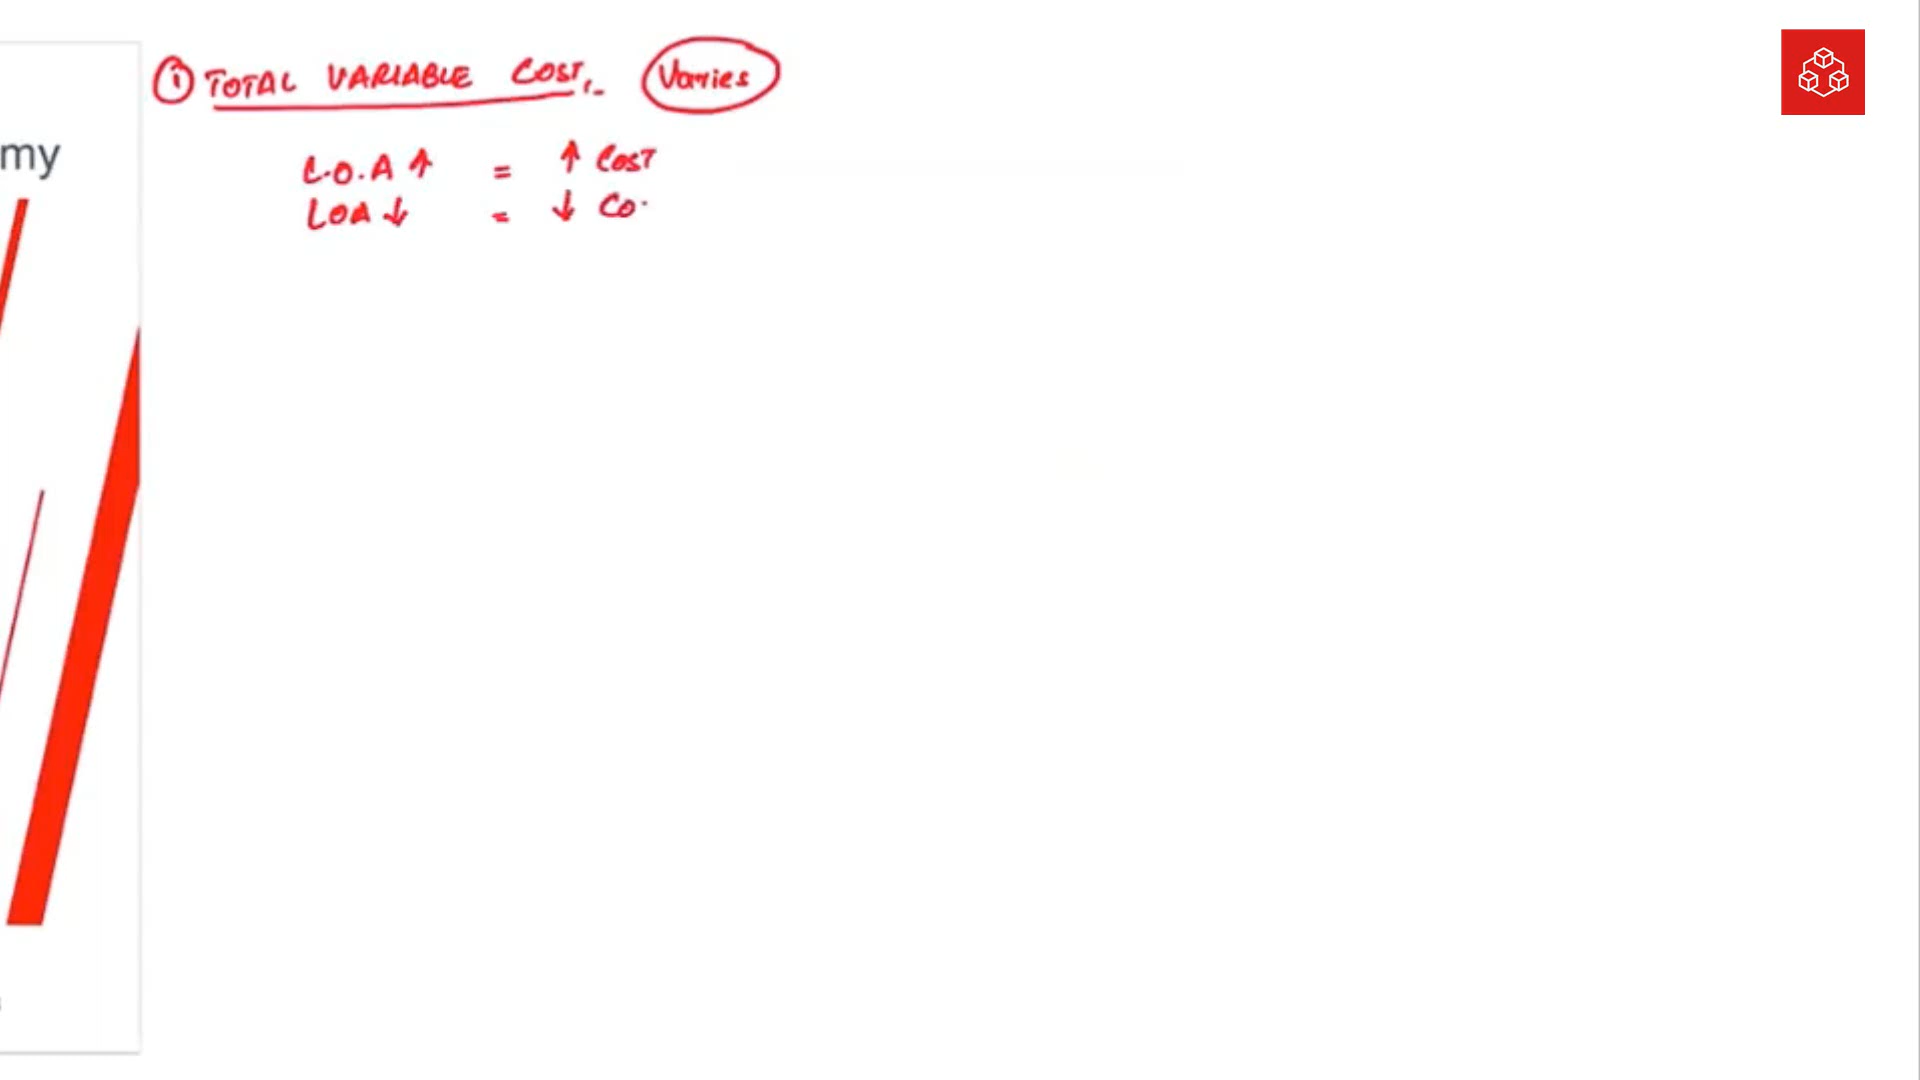 my
① TOTAL VARIABLE COST. Varies
L.O.A ↑ = ↑ COST
LOA ↓ = ↓ Co